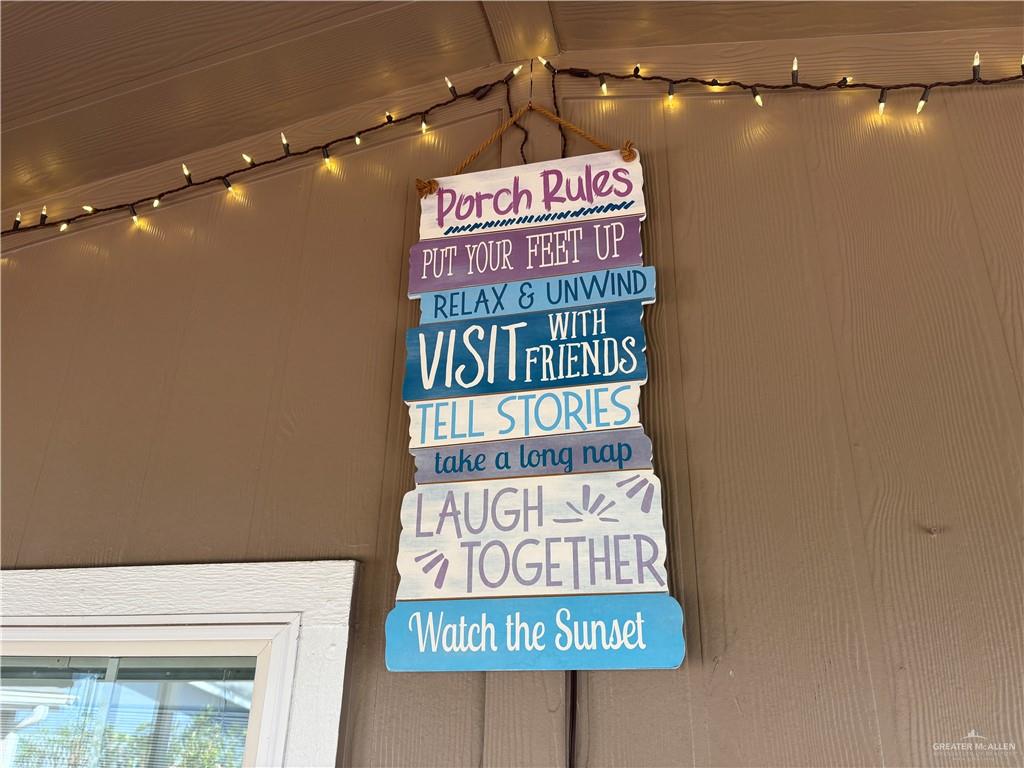 Porch Rules
PUT YOUR FEET UP
RELAX & UNWIND
VISIT WITH FRIENDS
TELL STORIES
take a long nap
LAUGH
TOGETHER
Watch the Sunset
GREATER McALLEN